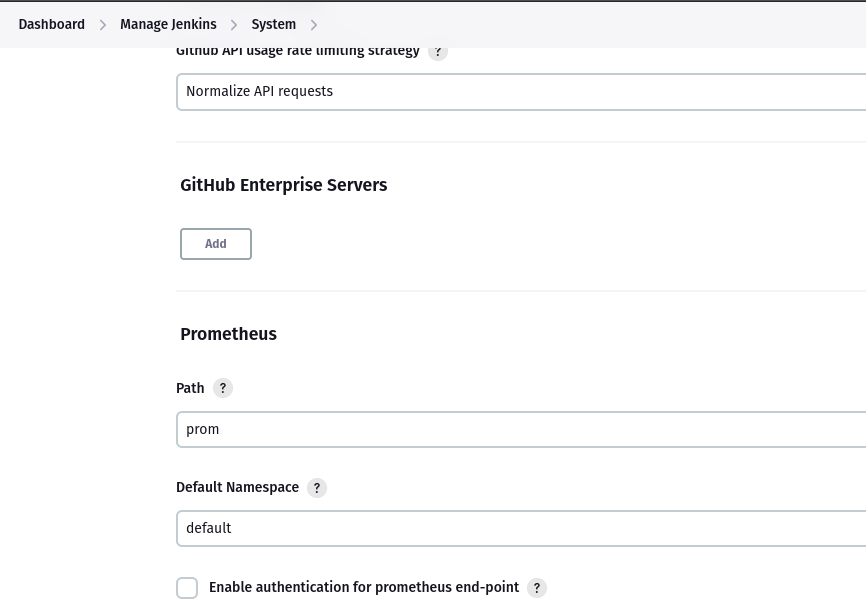 Dashboard > Manage Jenkins > System >
Github API usage rate limiting strategy ?
Normalize API requests
GitHub Enterprise Servers
Add
Prometheus
Path ?
prom
Default Namespace ?
default
Enable authentication for prometheus end-point ?